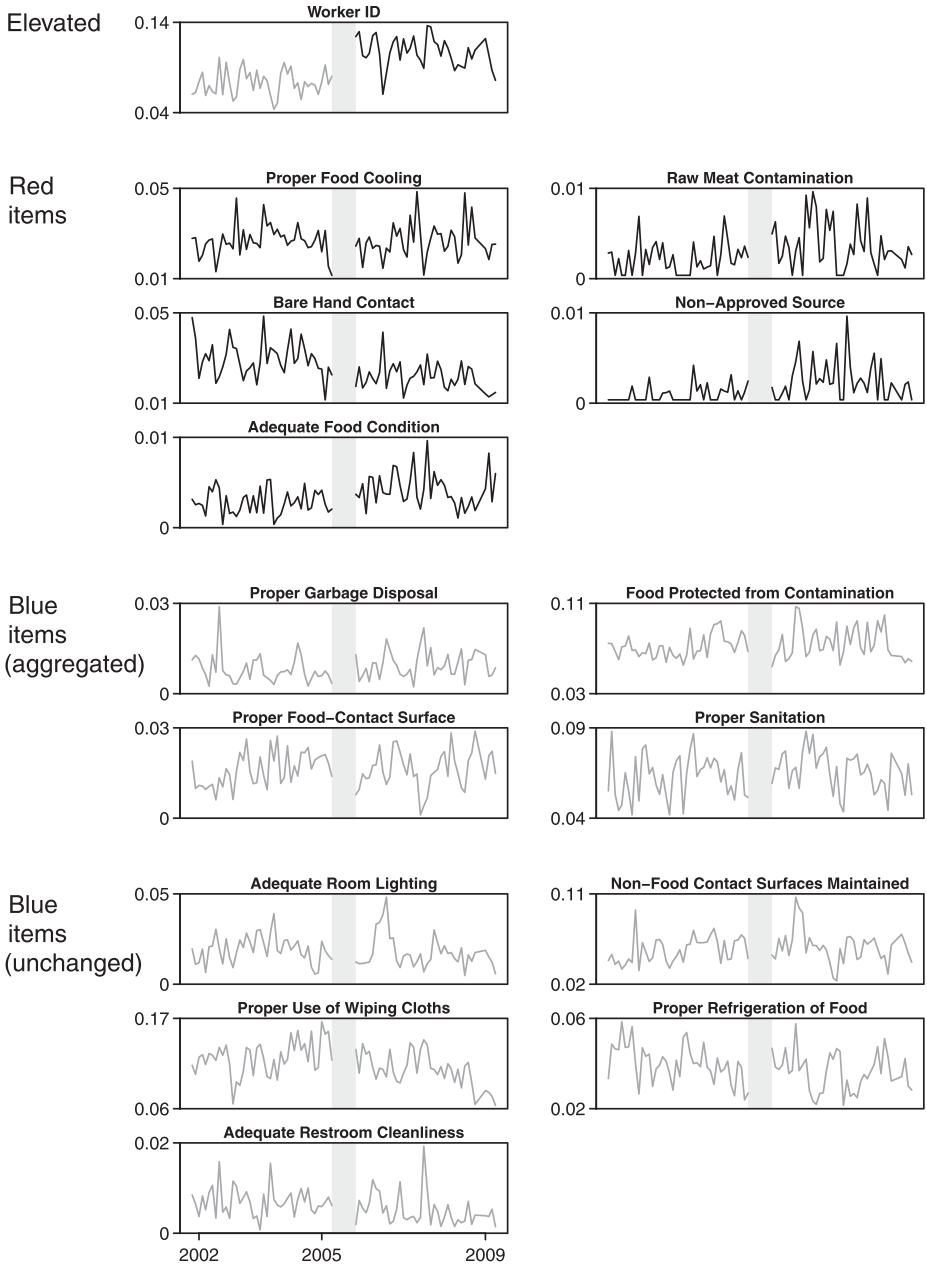 Elevated
Worker ID
0.14
0.04
Red
items
Proper Food Cooling
0.05
0.01
Raw Meat Contamination
0.01
0
Bare Hand Contact
0.05
0.01
Non−Approved Source
0.01
0
Adequate Food Condition
0.01
0
Blue
items
(aggregated)
Proper Garbage Disposal
0.03
0
Food Protected from Contamination
0.11
0.03
Proper Food−Contact Surface
0.03
0
Proper Sanitation
0.09
0.04
Blue
items
(unchanged)
Adequate Room Lighting
0.05
0
Non−Food Contact Surfaces Maintained
0.11
0.02
Proper Use of Wiping Cloths
0.17
0.06
Proper Refrigeration of Food
0.06
0.02
Adequate Restroom Cleanliness
0.02
0
2002 2005 2009